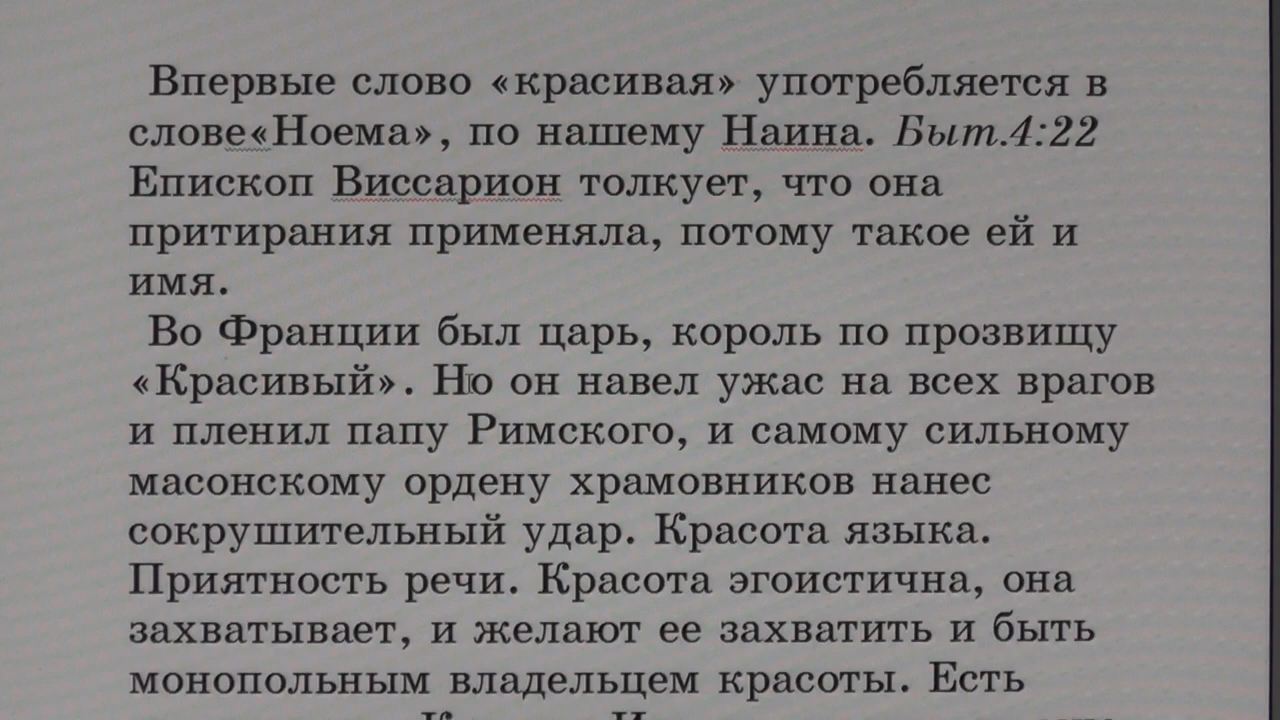 Впервые слово «красивая» употребляется в
слове«Ноема», по нашему Наина. Быт.4:22
Епископ Виссарион толкует, что она
притирания применяла, потому такое ей и
имя.
Во Франции был царь, король по прозвищу
«Красивый». Но он навел ужас на всех врагов
и пленил папу Римского, и самому сильному
масонскому ордену храмовников нанес
сокрушительный удар. Красота языка.
Приятность речи. Красота эгоистична, она
захватывает, и желают ее захватить и быть
монопольным владельцем красоты. Есть